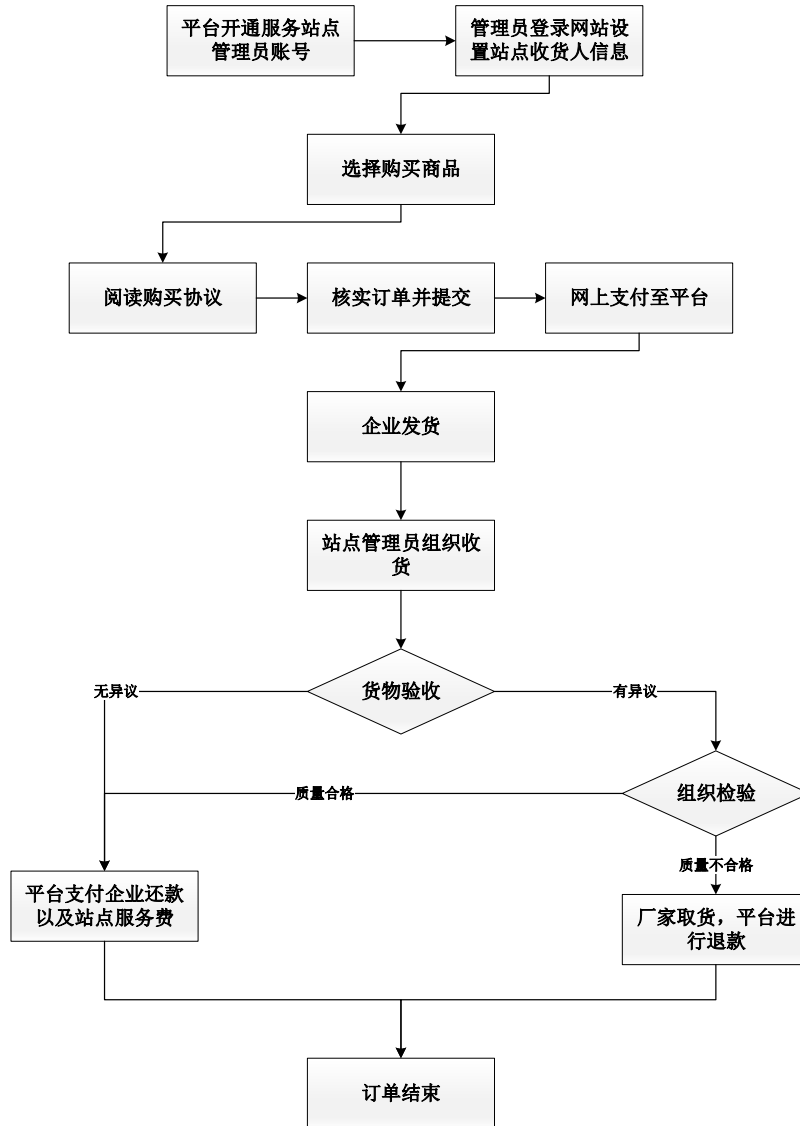 平台开通服务站点
管理员账号
管理员登录网站设
置站点收货人信息
选择购买商品
阅读购买协议
核实订单并提交
网上支付至平台
企业发货
站点管理员组织收
货
货物验收
无异议
有异议
组织检验
质量合格
质量不合格
平台支付企业还款
以及站点服务费
厂家取货，平台进
行退款
订单结束